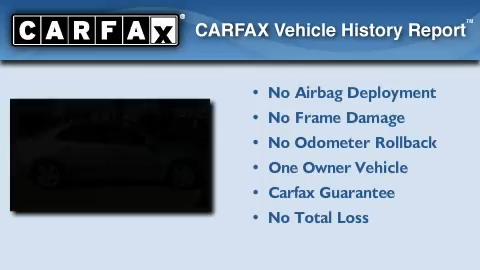 CARFAX® CARFAX Vehicle History Report™
• No Airbag Deployment
• No Frame Damage
• No Odometer Rollback
• One Owner Vehicle
• Carfax Guarantee
• No Total Loss